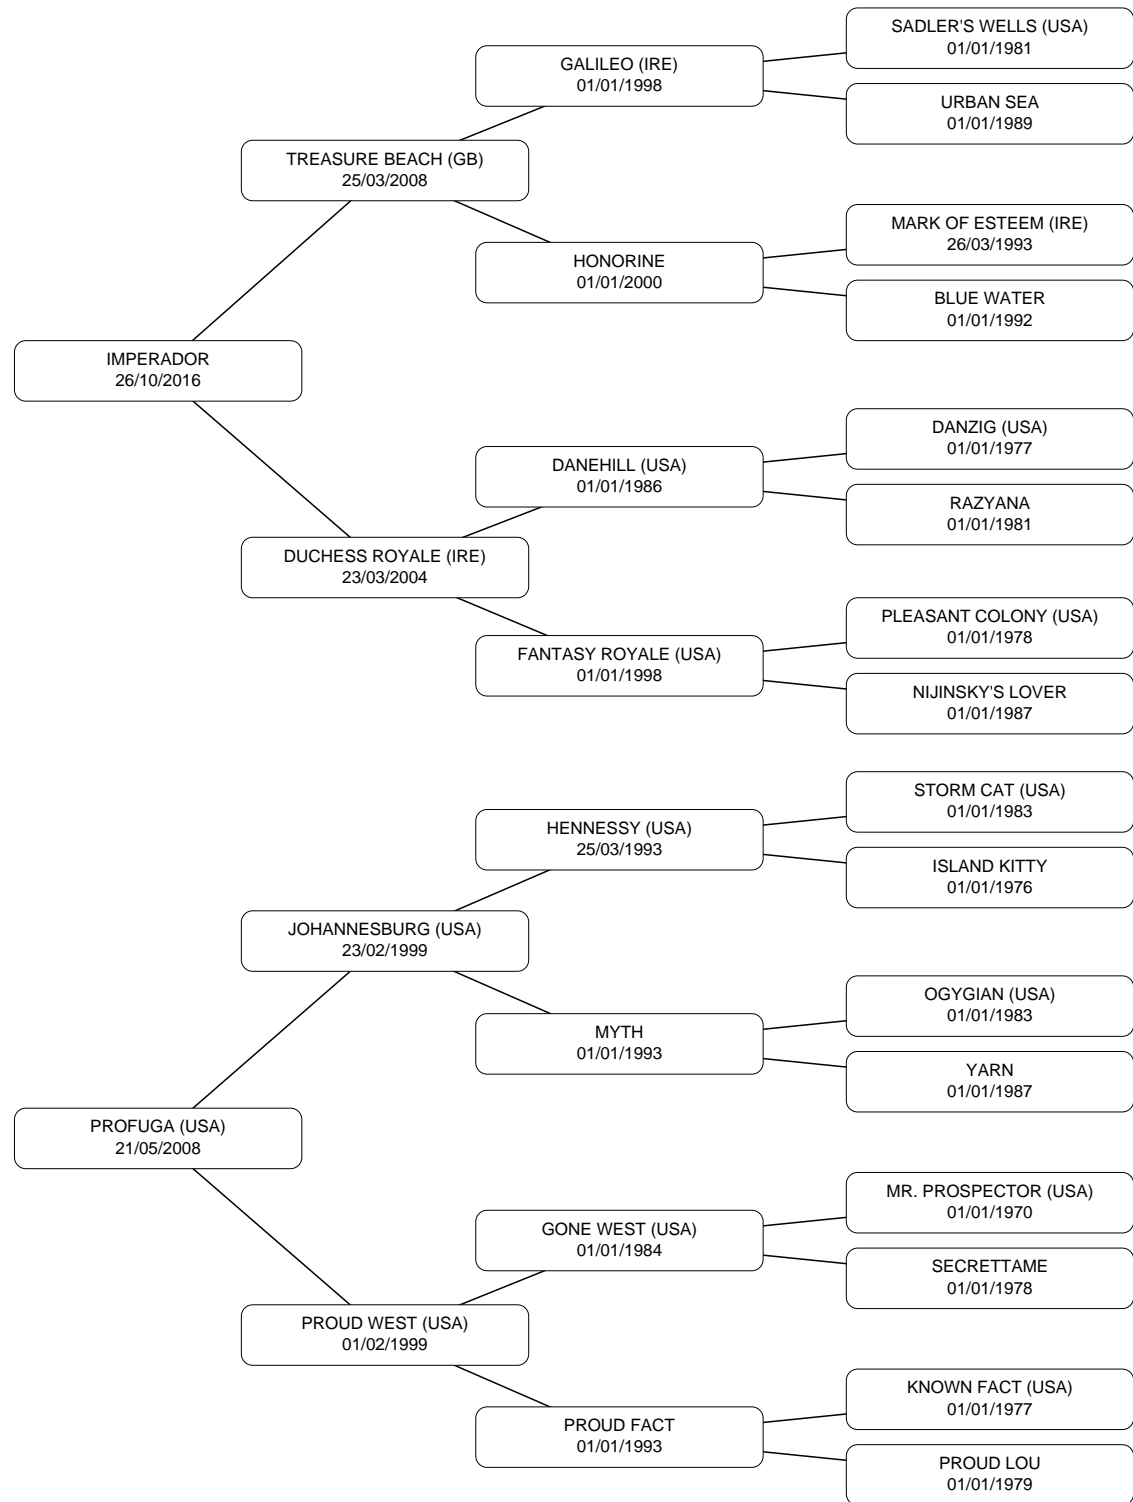 SADLER'S WELLS (USA)
01/01/1981
GALILEO (IRE)
01/01/1998
URBAN SEA
01/01/1989
TREASURE BEACH (GB)
25/03/2008
MARK OF ESTEEM (IRE)
26/03/1993
HONORINE
01/01/2000
BLUE WATER
01/01/1992
IMPERADOR
26/10/2016
DANZIG (USA)
01/01/1977
DANEHILL (USA)
01/01/1986
RAZYANA
01/01/1981
DUCHESS ROYALE (IRE)
23/03/2004
PLEASANT COLONY (USA)
01/01/1978
FANTASY ROYALE (USA)
01/01/1998
NIJINSKY'S LOVER
01/01/1987
STORM CAT (USA)
01/01/1983
HENNESSY (USA)
25/03/1993
ISLAND KITTY
01/01/1976
JOHANNESBURG (USA)
23/02/1999
OGYGIAN (USA)
01/01/1983
MYTH
01/01/1993
YARN
01/01/1987
PROFUGA (USA)
21/05/2008
MR. PROSPECTOR (USA)
01/01/1970
GONE WEST (USA)
01/01/1984
SECRETTAME
01/01/1978
PROUD WEST (USA)
01/02/1999
KNOWN FACT (USA)
01/01/1977
PROUD FACT
01/01/1993
PROUD LOU
01/01/1979